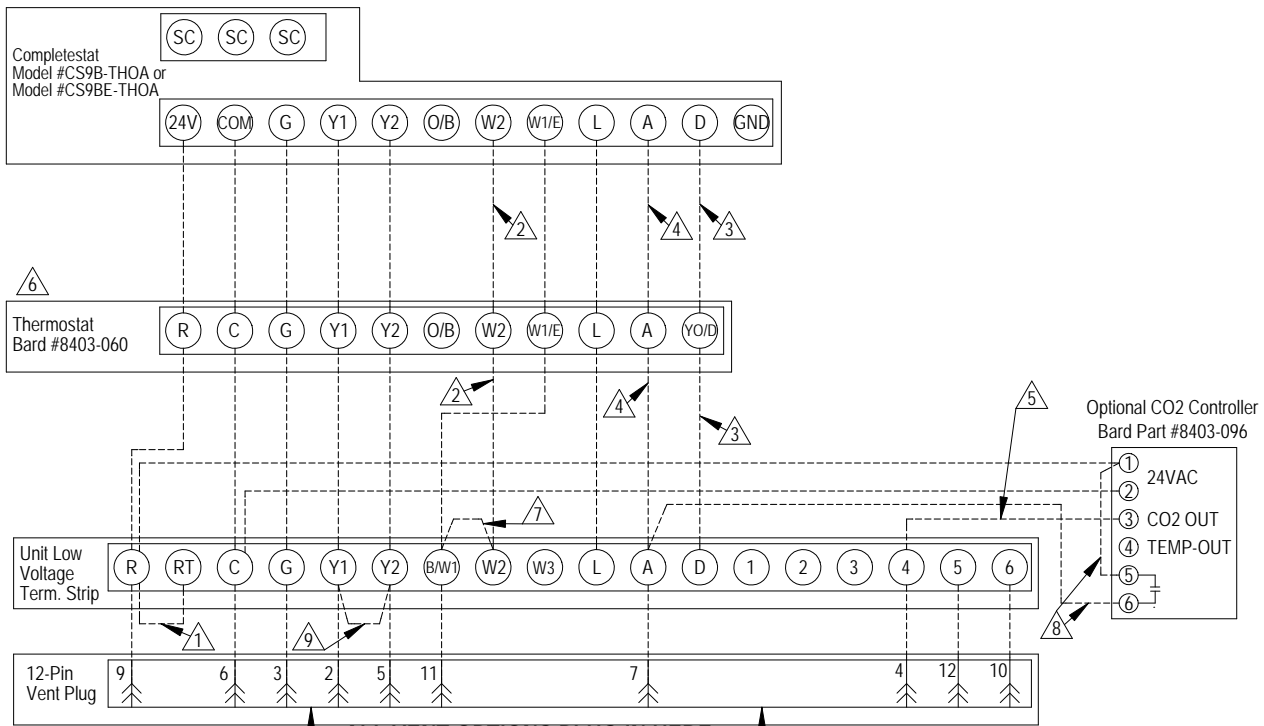 SC SC SC
Completestat
Model #CS9B-THOA or
Model #CS9BE-THOA
24V COM G Y1 Y2 O/B W2 W1/E L A D GND
2 4 3
6
Thermostat
Bard #8403-060
R C G Y1 Y2 O/B W2 W1/E L A YO/D
2 4 3 5
Optional CO2 Controller
Bard Part #8403-096
1 24VAC
2
3 CO2 OUT
4 TEMP-OUT
5
6
7
8
Unit Low
Voltage
Term. Strip
R RT C G Y1 Y2 B/W1 W2 W3 L A D 1 2 3 4 5 6
1 9
12-Pin
Vent Plug
9 6 3 2 5 11 7 4 12 10